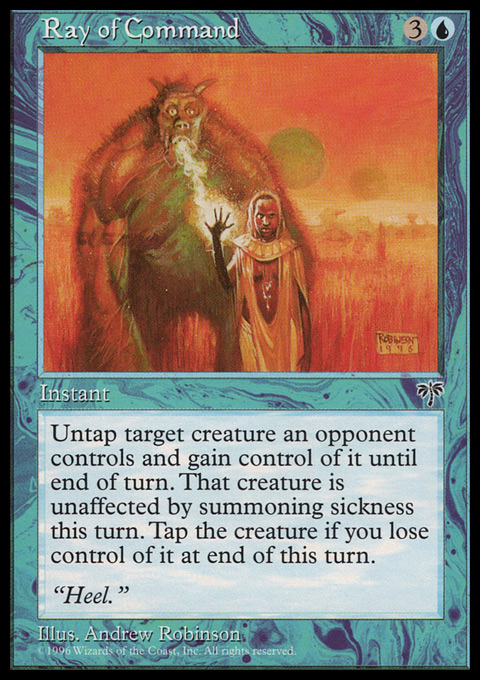 Ray of Command 3
ROBINSON
1996
Instant
Untap target creature an opponent
controls and gain control of it until
end of turn. That creature is
unaffected by summoning sickness
this turn. Tap the creature if you lose
control of it at end of this turn.
“Heel.”
Illus. Andrew Robinson
©1996 Wizards of the Coast, Inc. All rights reserved.